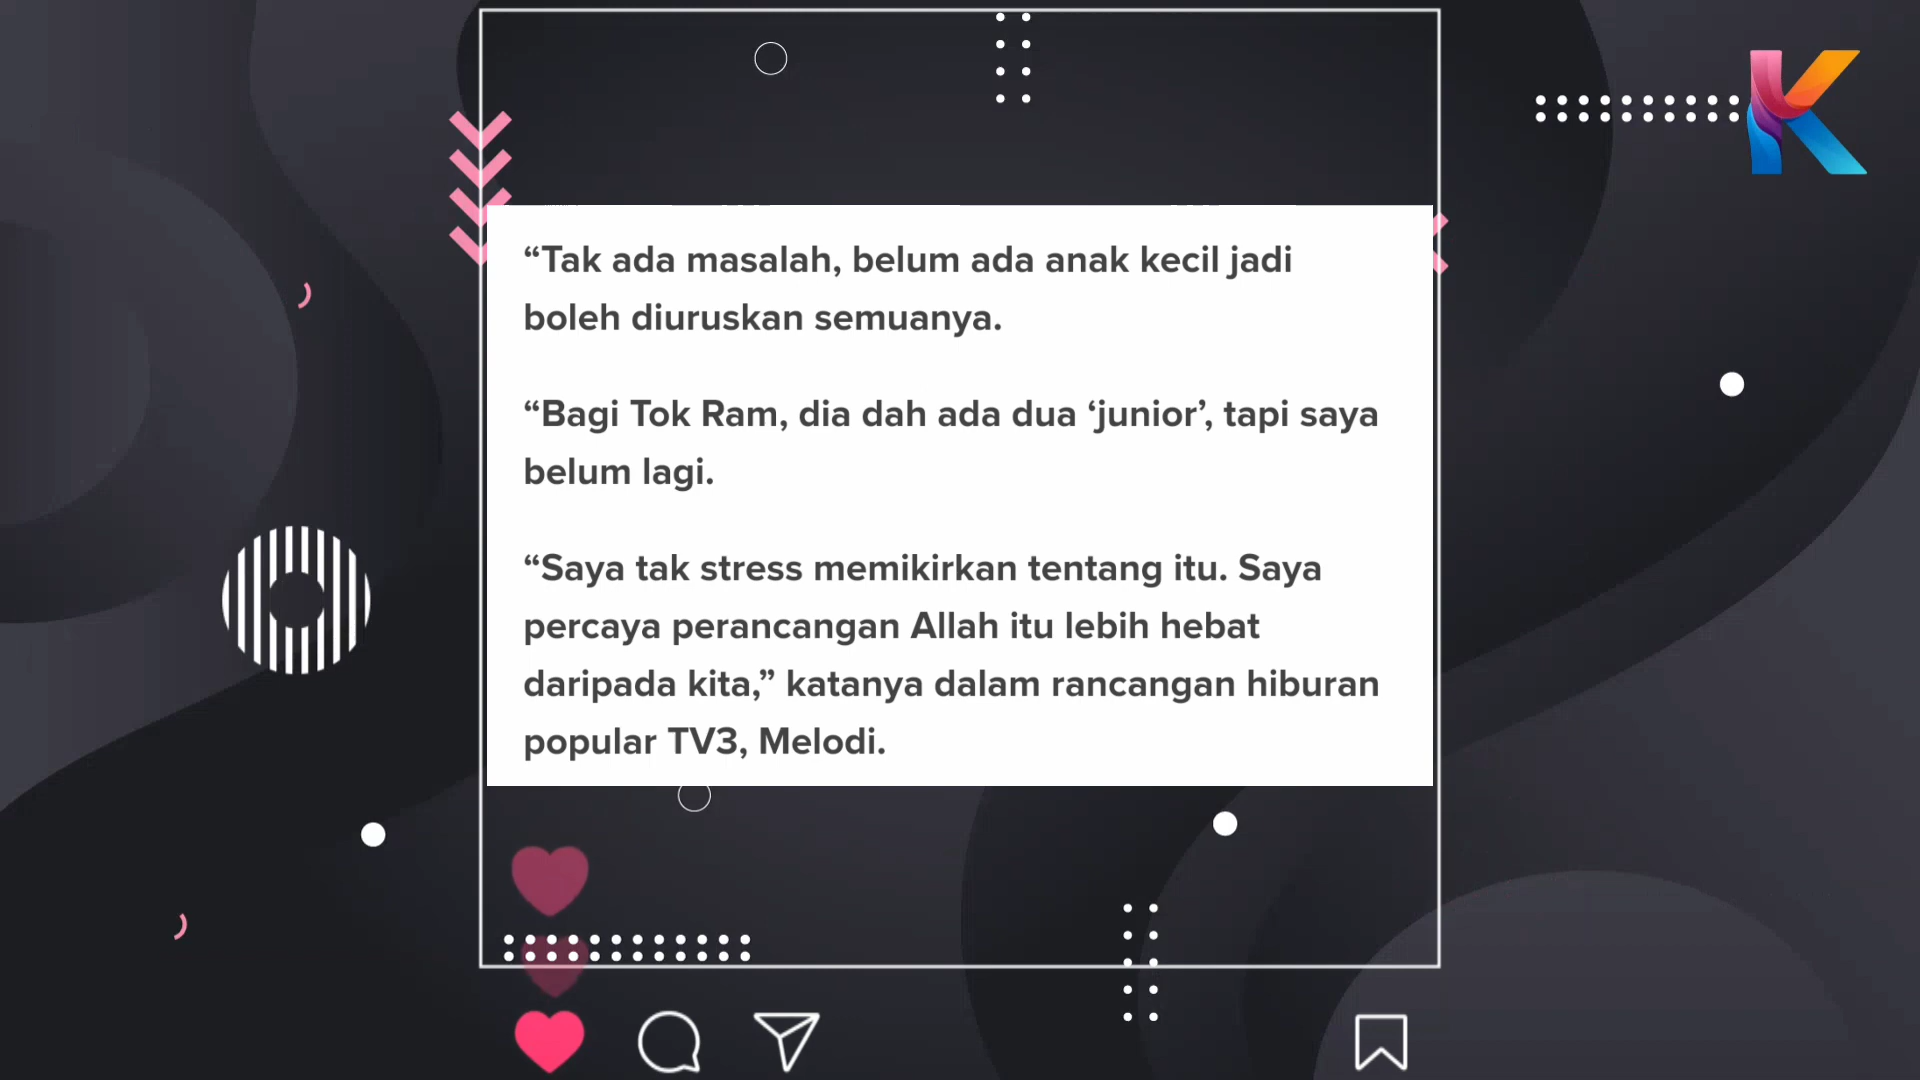 “Tak ada masalah, belum ada anak kecil jadi
boleh diuruskan semuanya.
“Bagi Tok Ram, dia dah ada dua ‘junior’, tapi saya
belum lagi.
“Saya tak stress memikirkan tentang itu. Saya
percaya perancangan Allah itu lebih hebat
daripada kita,” katanya dalam rancangan hiburan
popular TV3, Melodi.
K